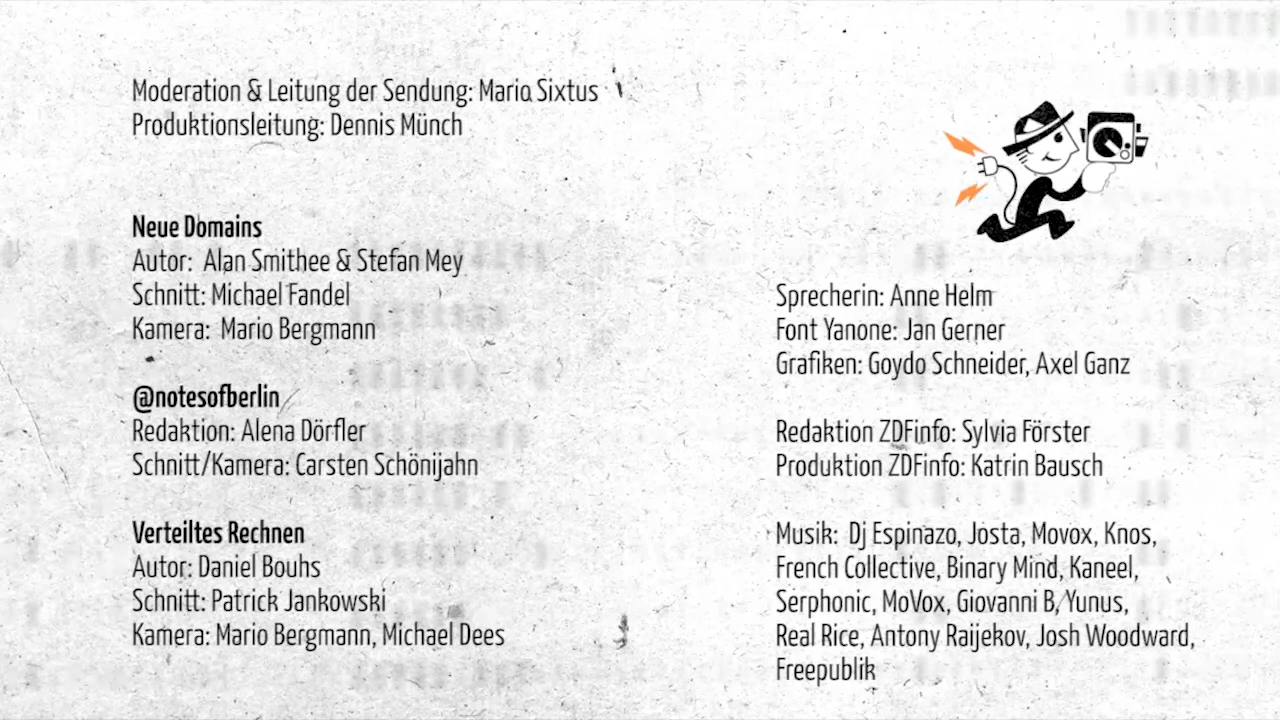 Moderation & Leitung der Sendung: Mario Sixtus
Produktionsleitung: Dennis Münch
Neue Domains
Autor: Alan Smithee & Stefan Mey
Schnitt: Michael Fandel
Kamera: Mario Bergmann
@notesofberlin
Redaktion: Alena Dörfler
Schnitt/Kamera: Carsten Schönijahn
Verteiltes Rechnen
Autor: Daniel Bouhs
Schnitt: Patrick Jankowski
Kamera: Mario Bergmann, Michael Dees
Sprecherin: Anne Helm
Font Yanone: Jan Gerner
Grafiken: Goydo Schneider, Axel Ganz
Redaktion ZDFinfo: Sylvia Förster
Produktion ZDFinfo: Katrin Bausch
Musik: Dj Espinazo, Josta, Movox, Knos,
French Collective, Binary Mind, Kaneel,
Serphonic, MoVox, Giovanni B, Yunus,
Real Rice, Antony Raijekov, Josh Woodward,
Freepublik